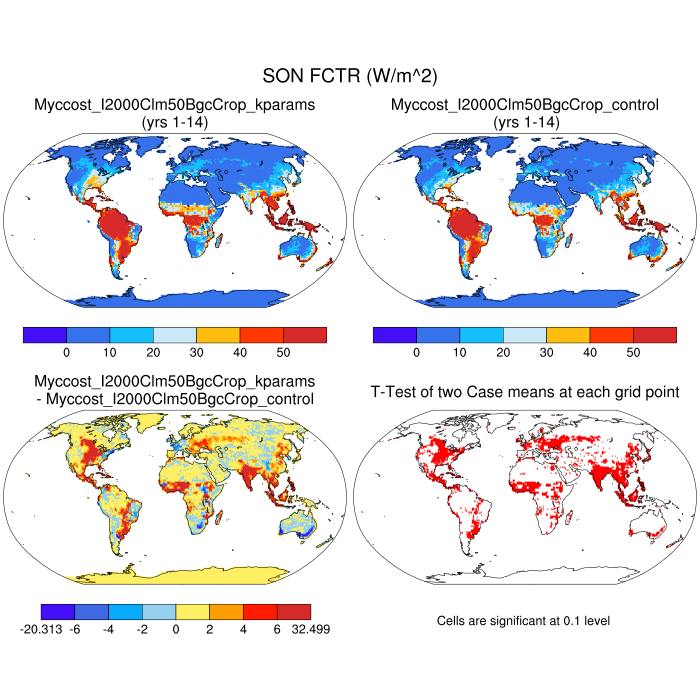 SON FCTR (W/m^2)
Myccost_I2000Clm50BgcCrop_kparams
(yrs 1-14)
Myccost_I2000Clm50BgcCrop_control
(yrs 1-14)
0 10 20 30 40 50
0 10 20 30 40 50
Myccost_I2000Clm50BgcCrop_kparams
- Myccost_I2000Clm50BgcCrop_control
T-Test of two Case means at each grid point
-20.313 -6 -4 -2 0 2 4 6 32.499
Cells are significant at 0.1 level